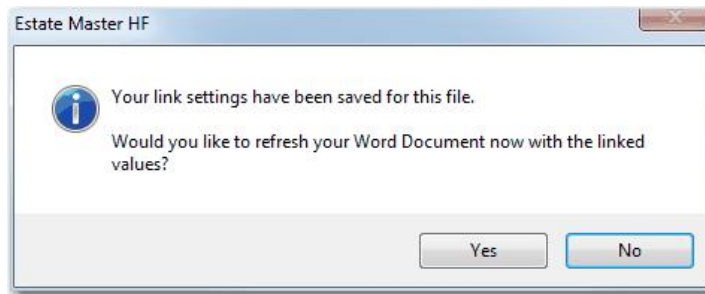 Estate Master HF
Your link settings have been saved for this file.
Would you like to refresh your Word Document now with the linked
values?
Yes
No